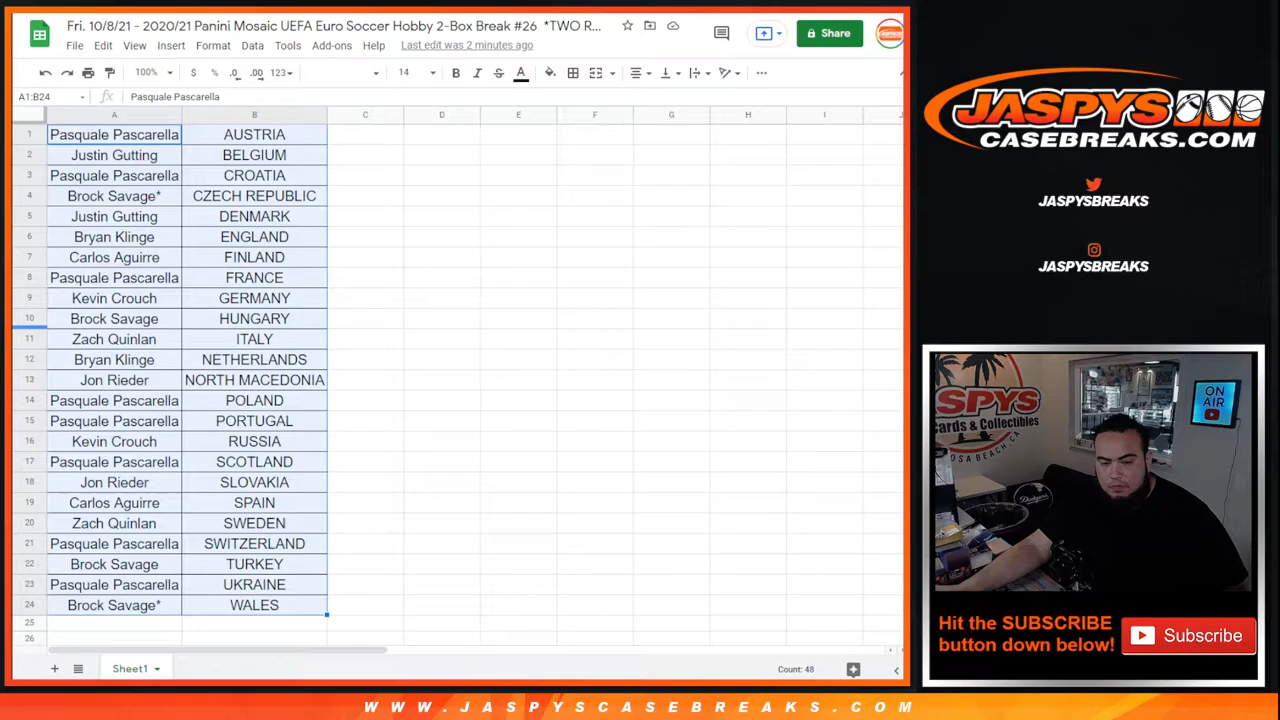 Fri. 10/8/21 - 2020/21 Panini Mosaic UEFA Euro Soccer Hobby 2-Box Break #26 *TWO R...
File Edit View Insert Format Data Tools Add-ons Help Last edit was 2 minutes ago
Share
100% $ % .0 .00 123 14 B I S A
A1:B24 fx Pasquale Pascarella
A B C D E F G H I J
1 Pasquale Pascarella AUSTRIA
2 Justin Gutting BELGIUM
3 Pasquale Pascarella CROATIA
4 Brock Savage* CZECH REPUBLIC
5 Justin Gutting DENMARK
6 Bryan Klinge ENGLAND
7 Carlos Aguirre FINLAND
8 Pasquale Pascarella FRANCE
9 Kevin Crouch GERMANY
10 Brock Savage HUNGARY
11 Zach Quinlan ITALY
12 Bryan Klinge NETHERLANDS
13 Jon Rieder NORTH MACEDONIA
14 Pasquale Pascarella POLAND
15 Pasquale Pascarella PORTUGAL
16 Kevin Crouch RUSSIA
17 Pasquale Pascarella SCOTLAND
18 Jon Rieder SLOVAKIA
19 Carlos Aguirre SPAIN
20 Zach Quinlan SWEDEN
21 Pasquale Pascarella SWITZERLAND
22 Brock Savage TURKEY
23 Pasquale Pascarella UKRAINE
24 Brock Savage* WALES
25
26
Sheet1 Count: 48
JASPYS
CASEBREAKS.COM
JASPYSBREAKS
JASPYSBREAKS
SPYS
Cards & Collectibles
OSA BEACH CA
ON
AIR
Dodgers
Hit the SUBSCRIBE
button down below!
Subscribe
WWW.JASPYSCASEBREAKS.COM